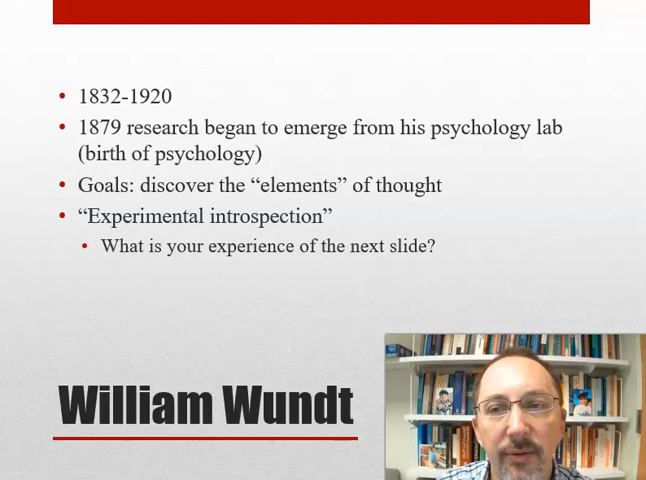 • 1832-1920
• 1879 research began to emerge from his psychology lab
(birth of psychology)
• Goals: discover the “elements” of thought
• “Experimental introspection”
• What is your experience of the next slide?
William Wundt